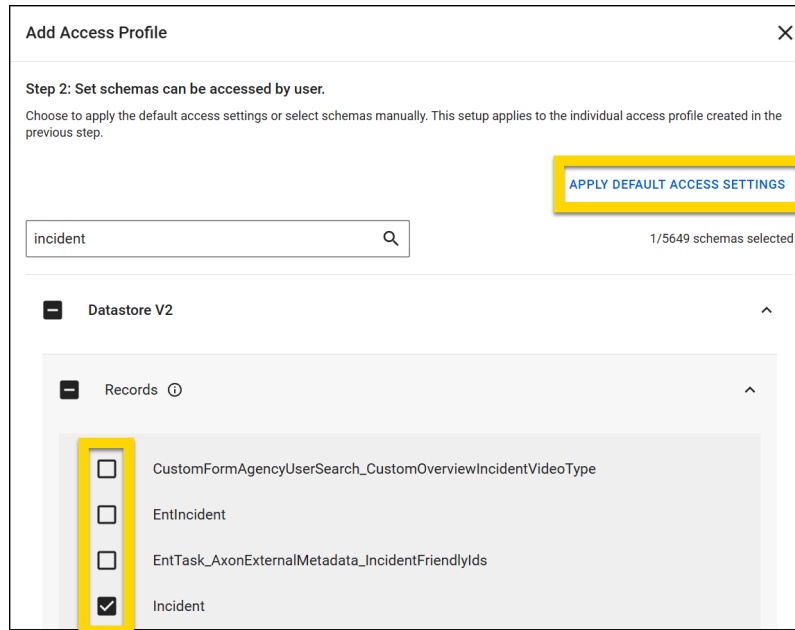 Add Access Profile
Step 2: Set schemas can be accessed by user.
Choose to apply the default access settings or select schemas manually. This setup applies to the individual access profile created in the
previous step.
APPLY DEFAULT ACCESS SETTINGS
incident
1/5649 schemas selected
Datastore V2
Records
CustomFormAgencyUserSearch_CustomOverviewIncidentVideoType
EntIncident
EntTask_AxonExternalMetadata_IncidentFriendlyIds
Incident